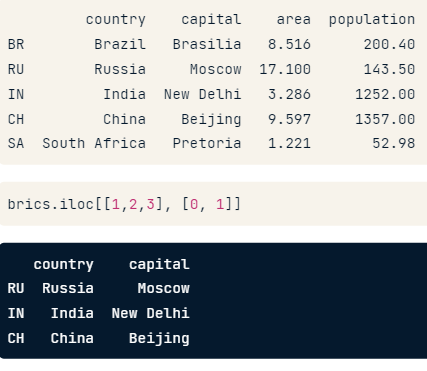 country capital area population
BR Brazil Brasilia 8.516 200.40
RU Russia Moscow 17.100 143.50
IN India New Delhi 3.286 1252.00
CH China Beijing 9.597 1357.00
SA South Africa Pretoria 1.221 52.98
brics.iloc[[1,2,3], [0, 1]]
country capital
RU Russia Moscow
IN India New Delhi
CH China Beijing